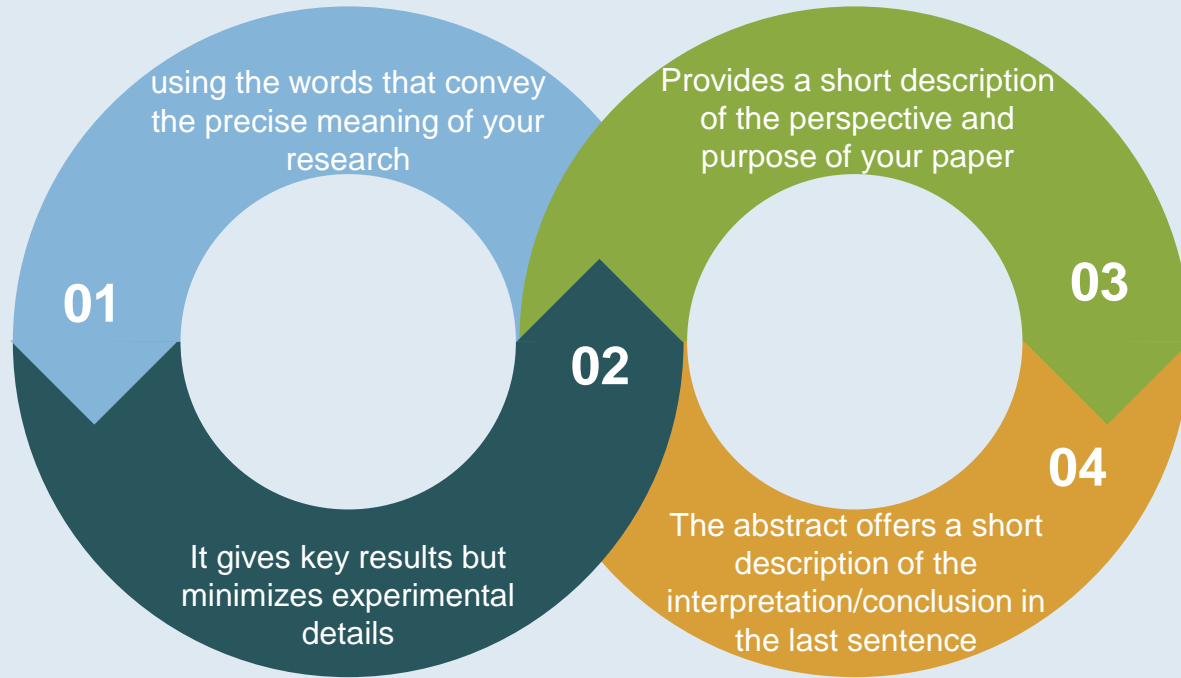 using the words that convey
the precise meaning of your
research
01
It gives key results but
minimizes experimental
details
02
Provides a short description
of the perspective and
purpose of your paper
03
The abstract offers a short
description of the
interpretation/conclusion in
the last sentence
04